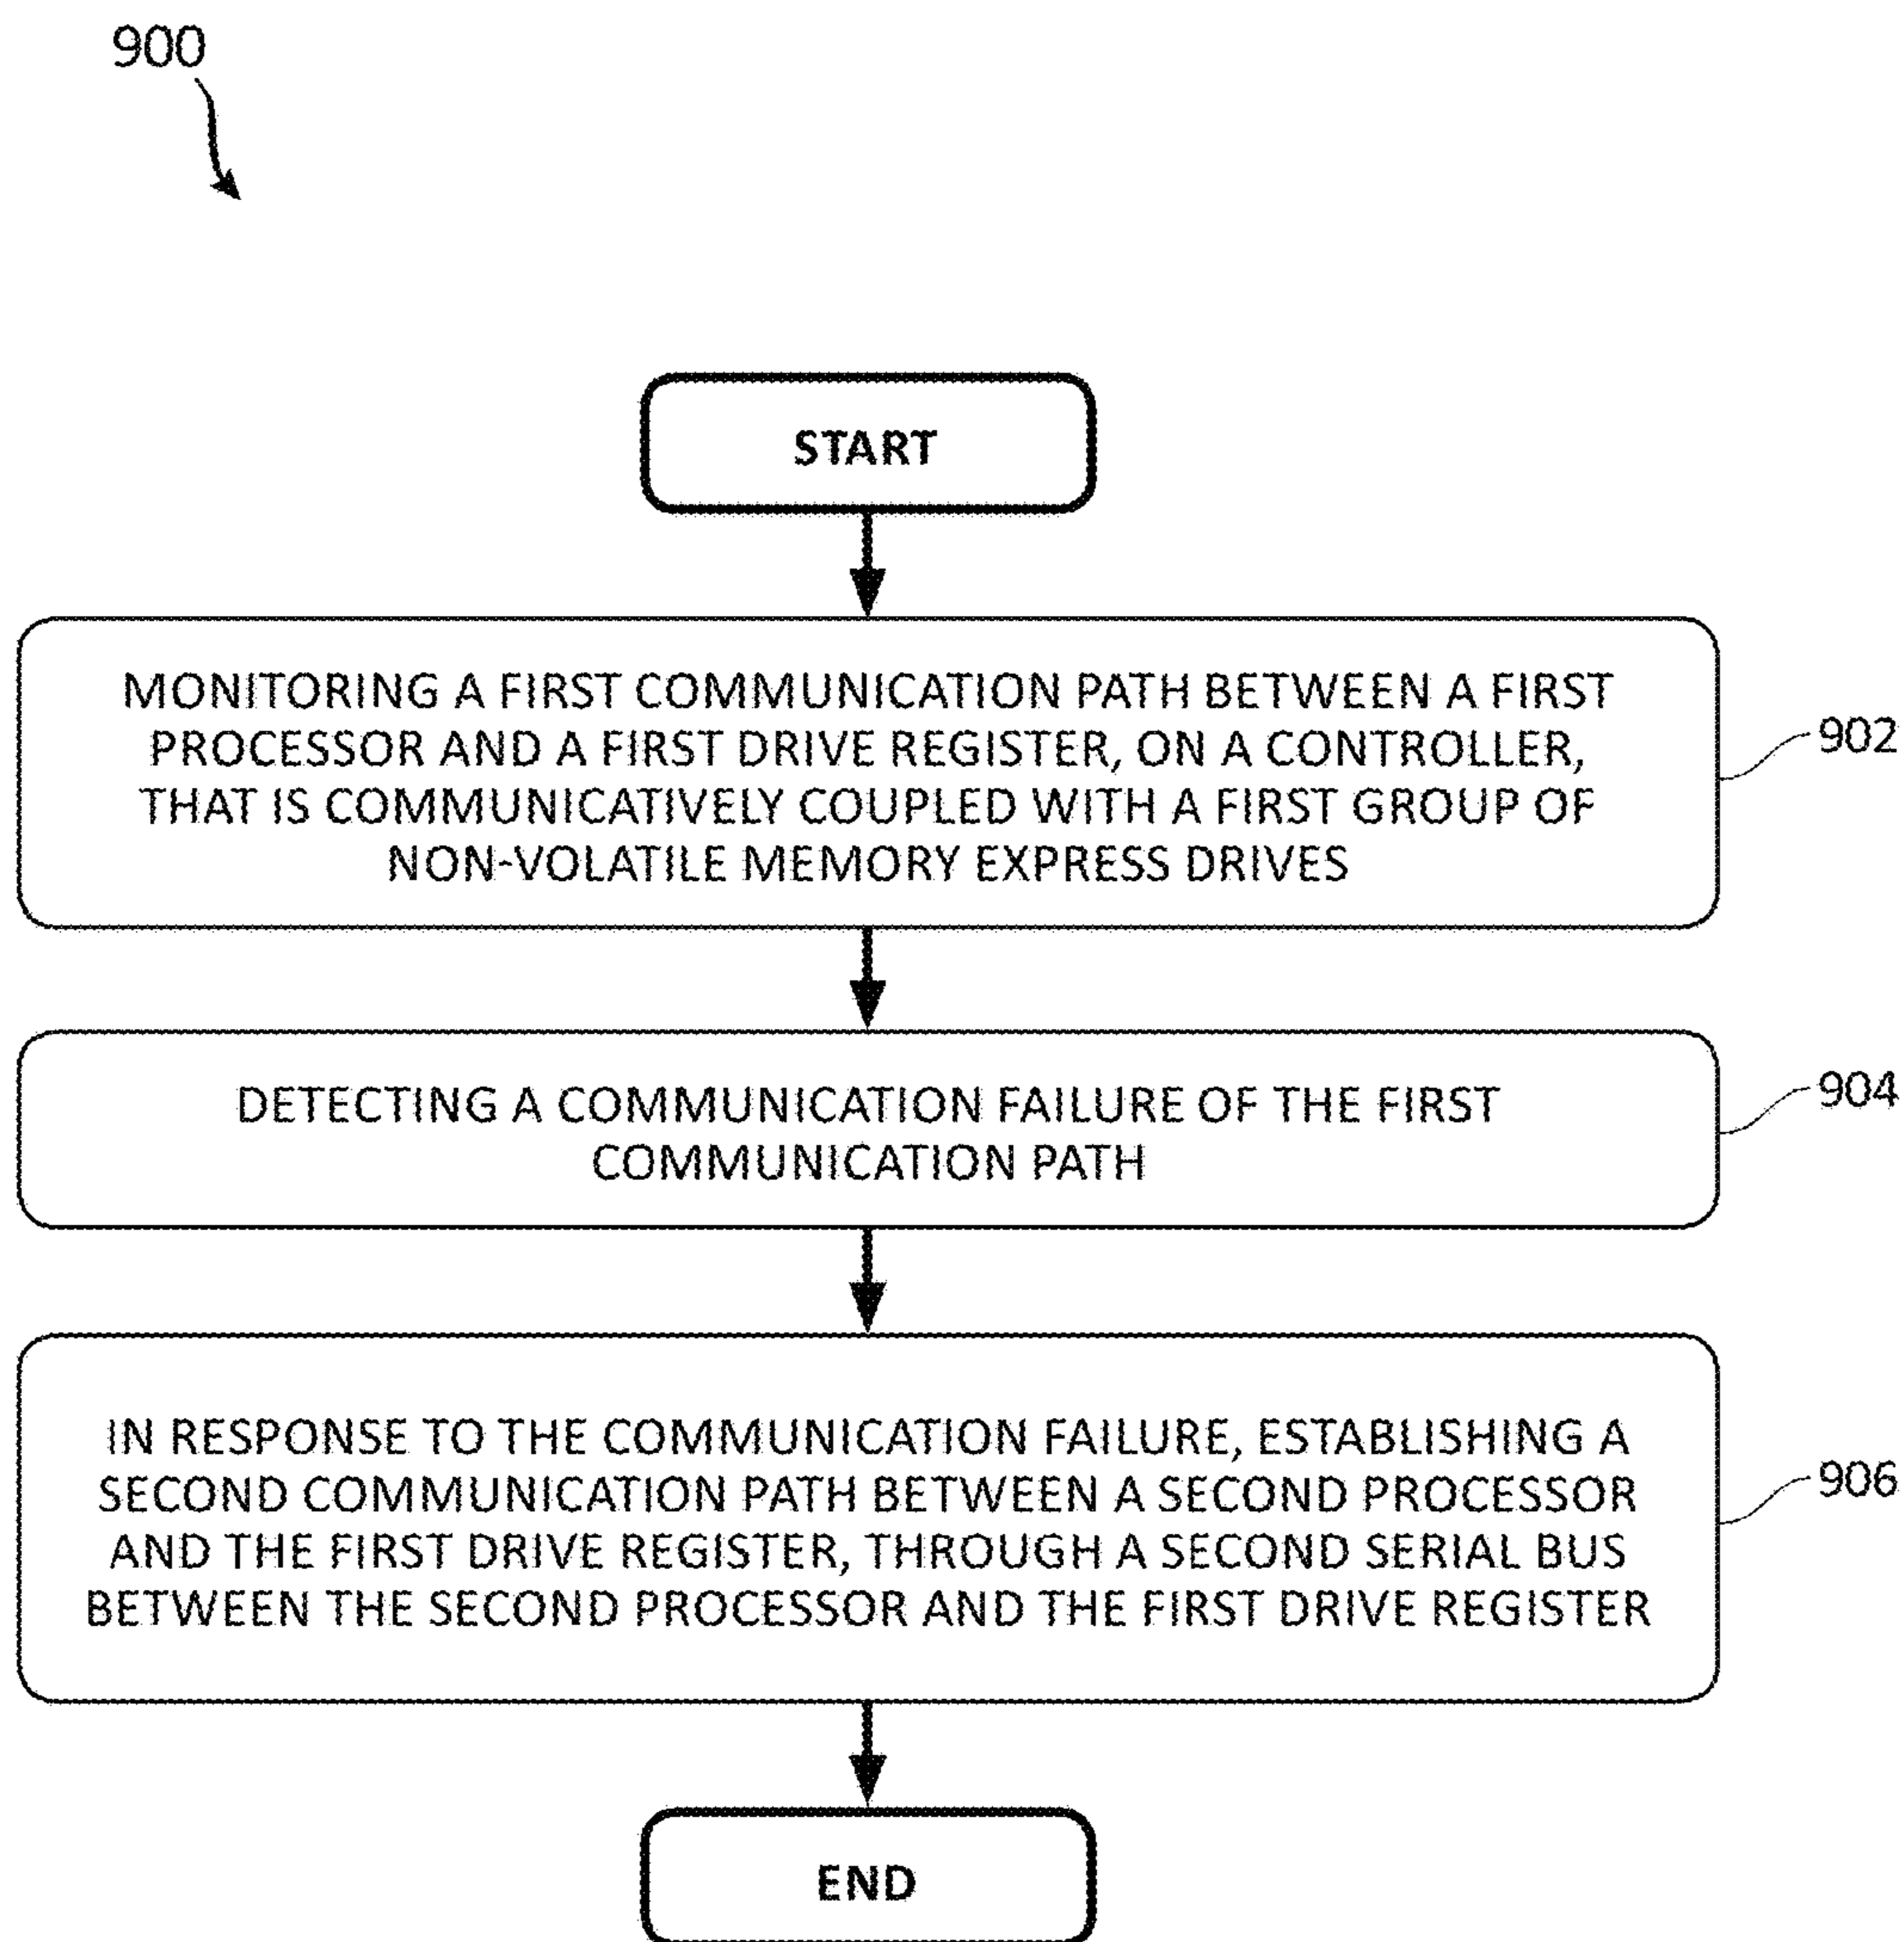 900
START
MONITORING A FIRST COMMUNICATION PATH BETWEEN A FIRST
PROCESSOR AND A FIRST DRIVE REGISTER, ON A CONTROLLER,
THAT IS COMMUNICATIVELY COUPLED WITH A FIRST GROUP OF
NON-VOLATILE MEMORY EXPRESS DRIVES
902
DETECTING A COMMUNICATION FAILURE OF THE FIRST
COMMUNICATION PATH
904
IN RESPONSE TO THE COMMUNICATION FAILURE, ESTABLISHING A
SECOND COMMUNICATION PATH BETWEEN A SECOND PROCESSOR
AND THE FIRST DRIVE REGISTER, THROUGH A SECOND SERIAL BUS
BETWEEN THE SECOND PROCESSOR AND THE FIRST DRIVE REGISTER
906
END